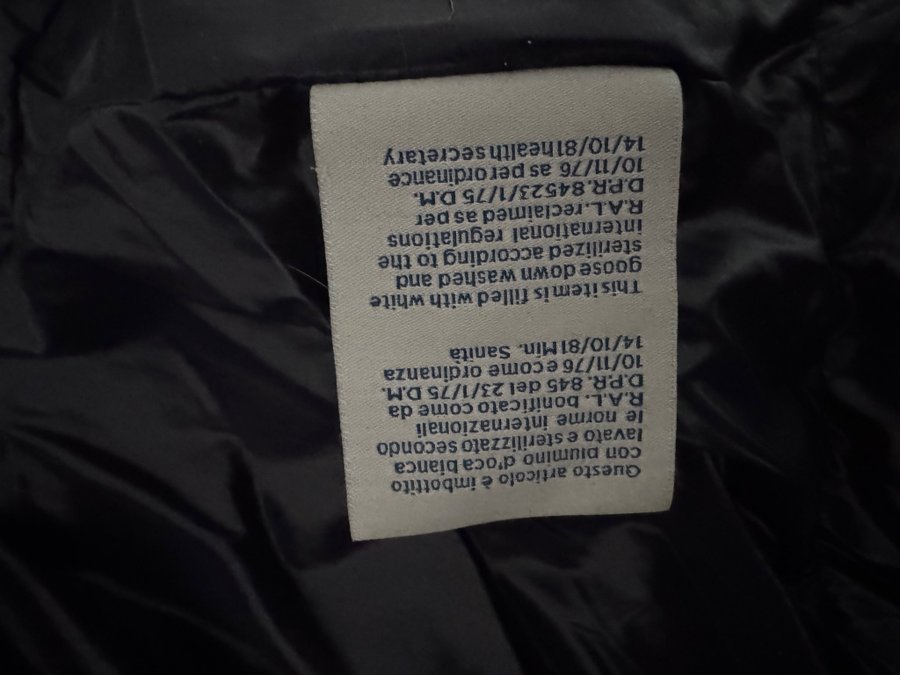 Questo articolo è imbottito
con piumino d'oca bianca
lavato e sterilizzato secondo
le norme internazionali
R.A.L. bonificato come da
D.P.R. 845 del 23/1/75 D.M.
10/11/76 e come ordinanza
14/10/81 Min. Sanità
This item is filled with white
goose down washed and
sterilized according to the
international regulations
R.A.L. reclaimed as per
D.P.R. 84523/1/75 D.M.
10/11/76 as per ordinance
14/10/81 health secretary